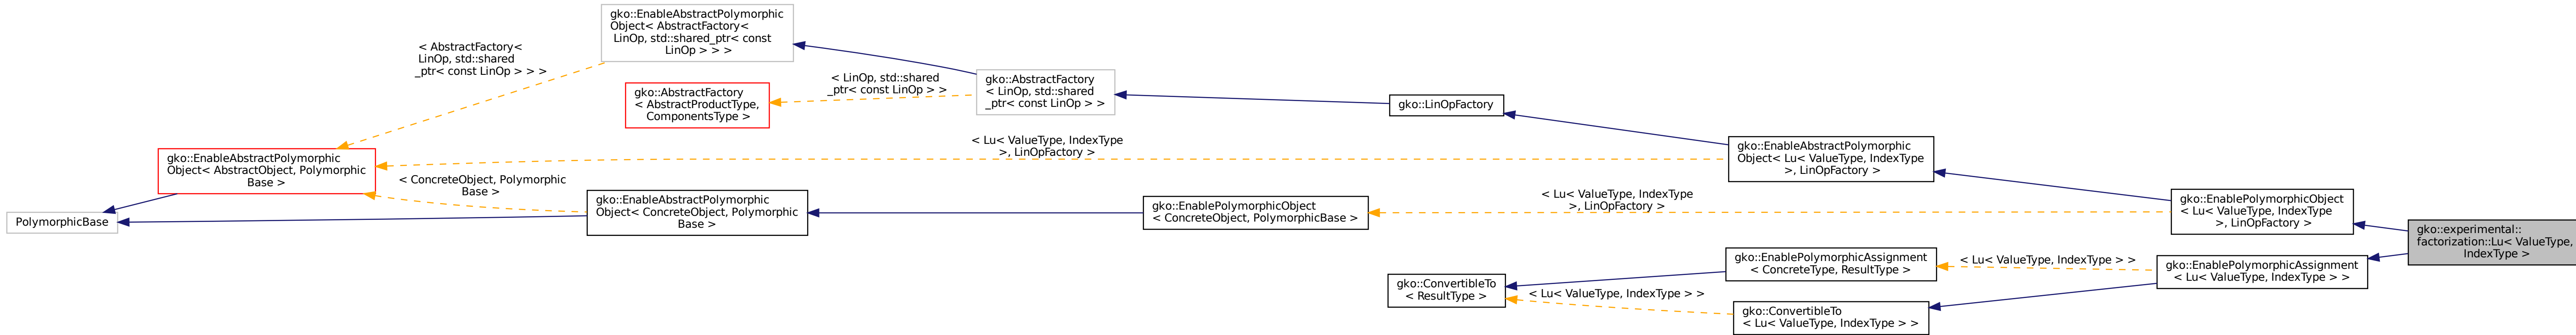 gko::EnableAbstractPolymorphic
Object< AbstractFactory<
LinOp, std::shared_ptr< const
LinOp > > >
< AbstractFactory<
LinOp, std::shared
_ptr< const LinOp > > >
gko::AbstractFactory
< AbstractProductType,
ComponentsType >
< LinOp, std::shared
_ptr< const LinOp > >
gko::AbstractFactory
< LinOp, std::shared
_ptr< const LinOp > >
gko::LinOpFactory
< Lu< ValueType, IndexType
>, LinOpFactory >
gko::EnableAbstractPolymorphic
Object< Lu< ValueType, IndexType
>, LinOpFactory >
gko::EnableAbstractPolymorphic
Object< AbstractObject, Polymorphic
Base >
< ConcreteObject, Polymorphic
Base >
PolymorphicBase
gko::EnableAbstractPolymorphic
Object< ConcreteObject, Polymorphic
Base >
gko::EnablePolymorphicObject
< ConcreteObject, PolymorphicBase >
< Lu< ValueType, IndexType
>, LinOpFactory >
gko::EnablePolymorphicObject
< Lu< ValueType, IndexType
>, LinOpFactory >
gko::experimental::
factorization::Lu< ValueType,
IndexType >
gko::EnablePolymorphicAssignment
< ConcreteType, ResultType >
< Lu< ValueType, IndexType > >
gko::EnablePolymorphicAssignment
< Lu< ValueType, IndexType > >
gko::ConvertibleTo
< ResultType >
< Lu< ValueType, IndexType > >
gko::ConvertibleTo
< Lu< ValueType, IndexType > >